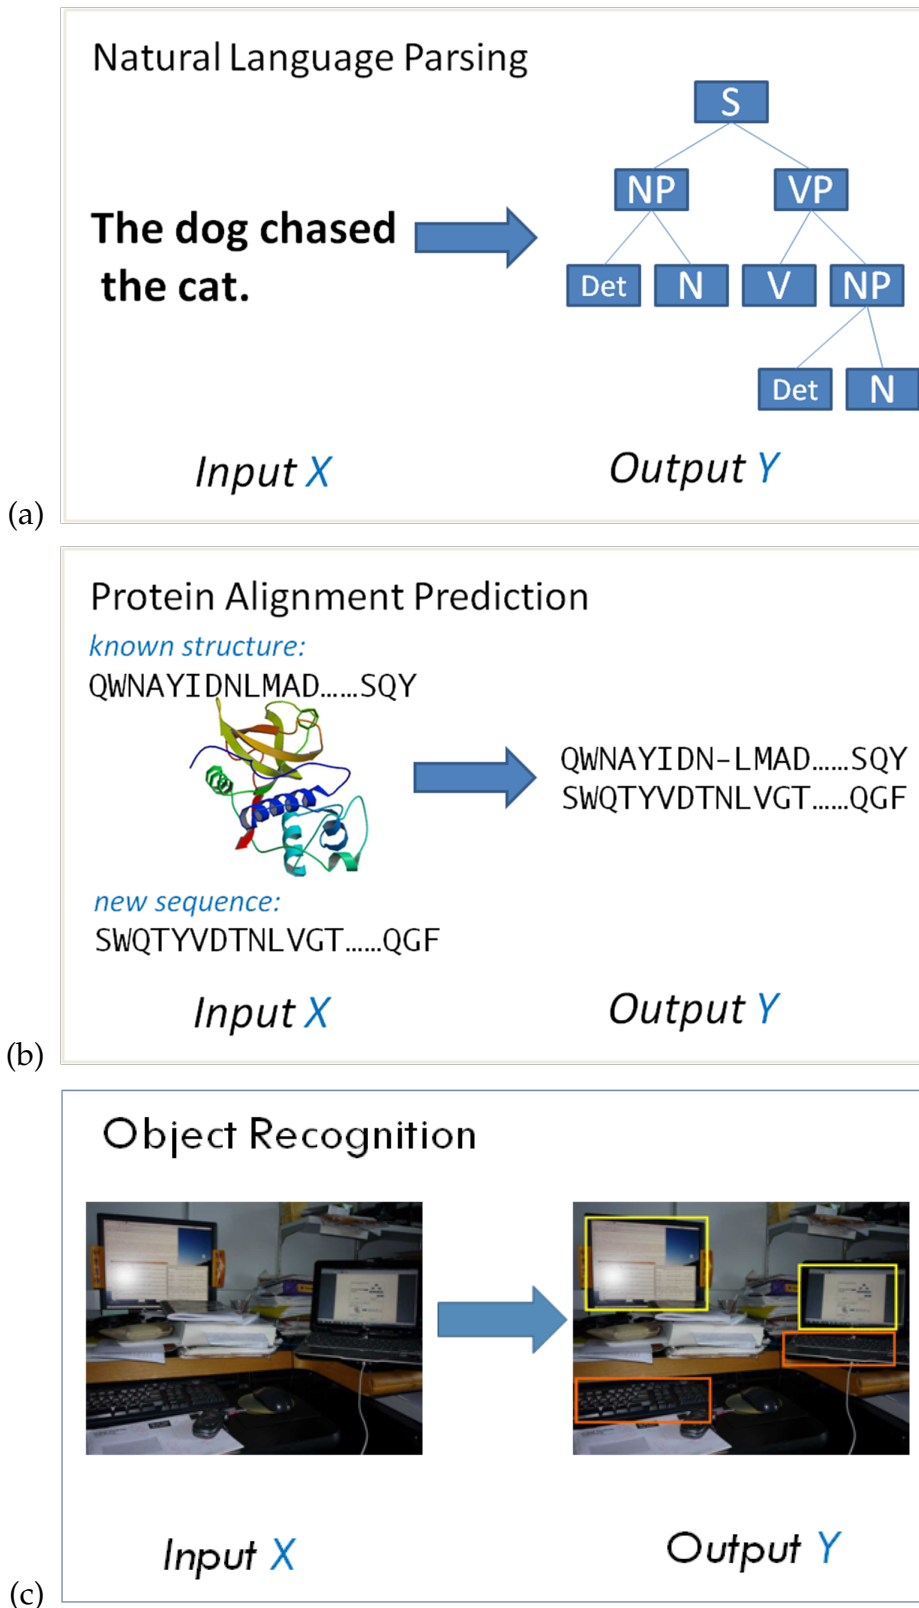 Natural Language Parsing
The dog chased
the cat.
S
NP VP
Det N V NP
Det N
Input X
Output Y
(a)
Protein Alignment Prediction
known structure:
QWNAYIDNLMAD......SQY
QWNAYIDN-LMAD......SQY
SWQTYVDTNLVGT......QGF
new sequence:
SWQTYVDTNLVGT......QGF
Input X
Output Y
(b)
Object Recognition
Input X
Output Y
(c)